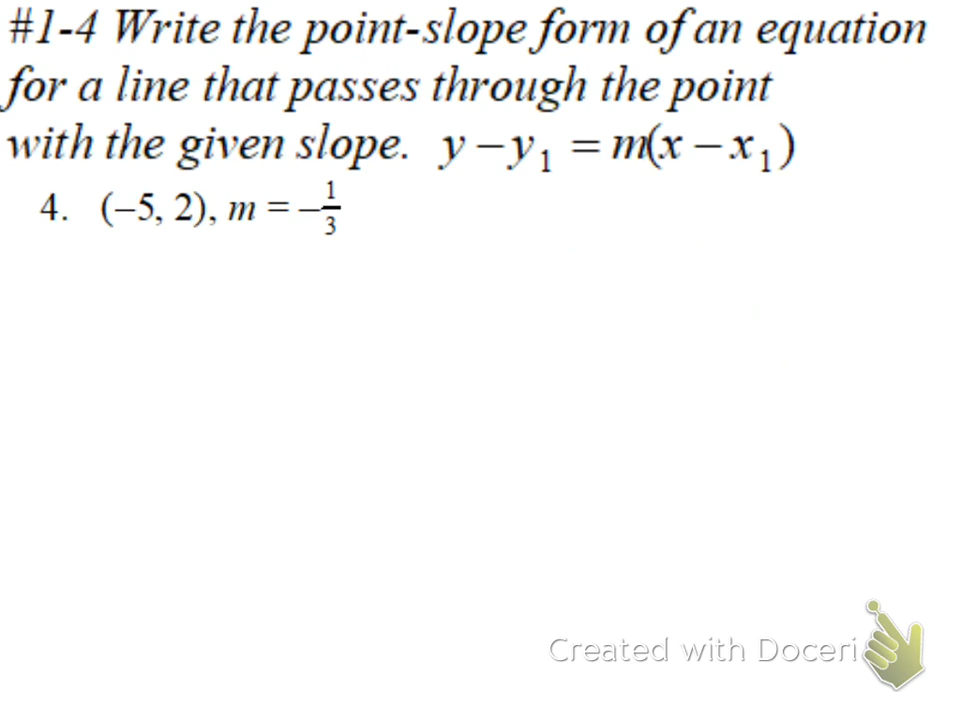 #1-4 Write the point-slope form of an equation
for a line that passes through the point
with the given slope. y − y₁ = m(x − x₁)
4. (–5, 2), m = –1/3
Created with Doceri